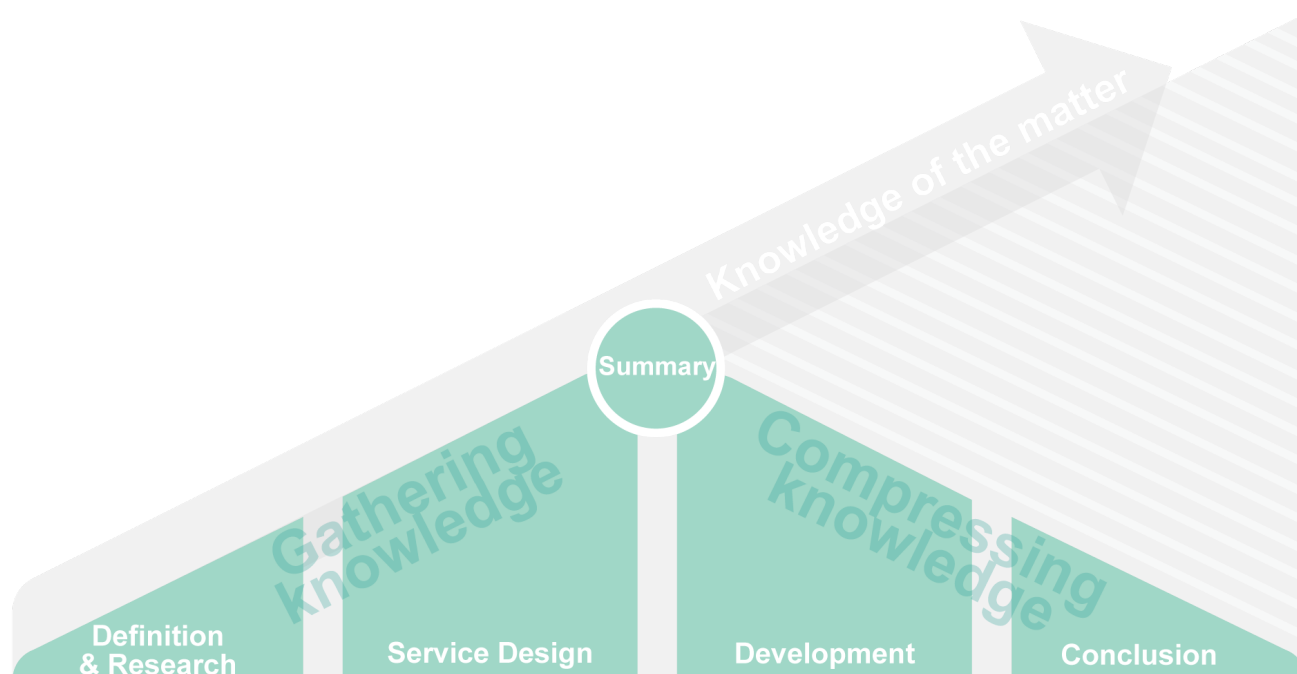 Knowledge of the matter
Summary
Gathering
knowledge
Compressing
knowledge
Definition
& Research
Service Design
Development
Conclusion